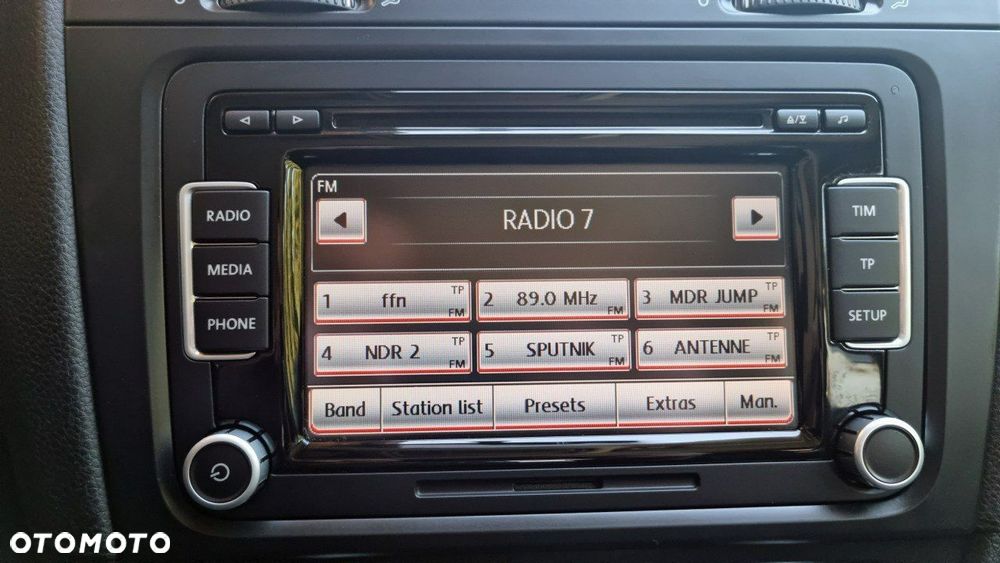 FM
RADIO
RADIO 7
TIM
MEDIA
TP
PHONE
SETUP
1 ffn TP FM
2 89.0 MHz FM
3 MDR JUMP TP FM
4 NDR 2 TP FM
5 SPUTNIK TP FM
6 ANTENNE TP FM
Band
Station list
Presets
Extras
Man.
OTOMOTO